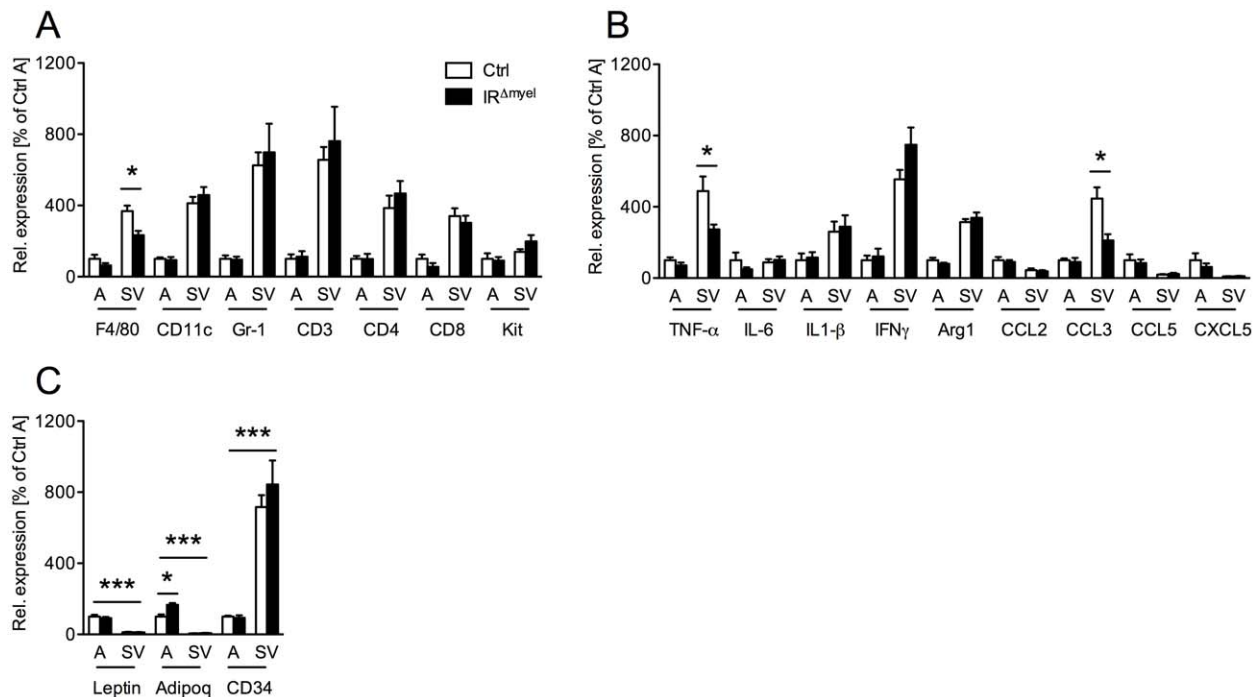 A
Rel. expression [% of Ctrl A]
1200
800
400
0
Ctrl
IR^Δmyel
*
A SV A SV A SV A SV A SV A SV A SV
F4/80 CD11c Gr-1 CD3 CD4 CD8 Kit
B
Rel. expression [% of Ctrl A]
1200
800
400
0
* *
A SV A SV A SV A SV A SV A SV A SV A SV A SV
TNF-α IL-6 IL1-β IFNγ Arg1 CCL2 CCL3 CCL5 CXCL5
C
Rel. expression [% of Ctrl A]
1200
800
400
0
***
***
*
***
A SV A SV A SV
Leptin Adipoq CD34